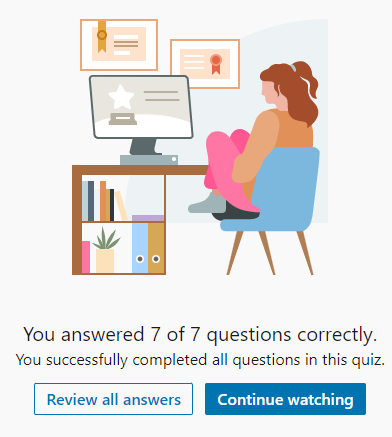 You answered 7 of 7 questions correctly.
You successfully completed all questions in this quiz.
Review all answers
Continue watching